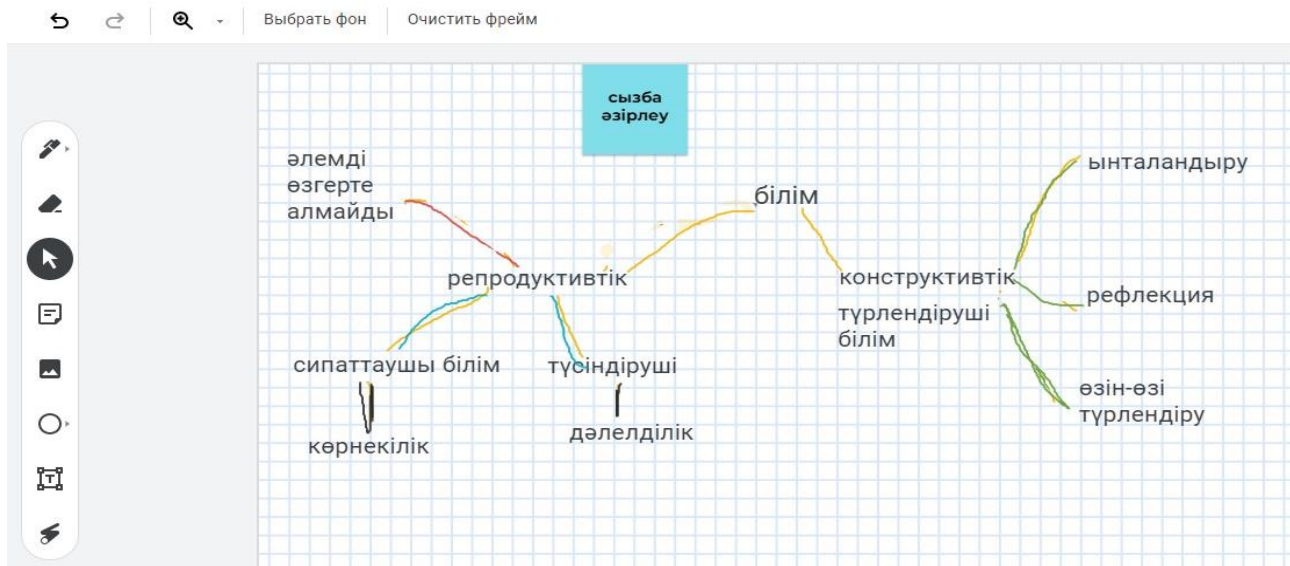 Выбрать фон
Очистить фрейм
сызба
әзірлеу
әлемді
өзгерте
алмайды
білім
ынталандыру
репродуктивтік
конструктивтік
түрлендіруші
білім
рефлекция
сипаттаушы білім
түсіндіруші
өзін-өзі
түрлендіру
көрнекілік
дәлелділік